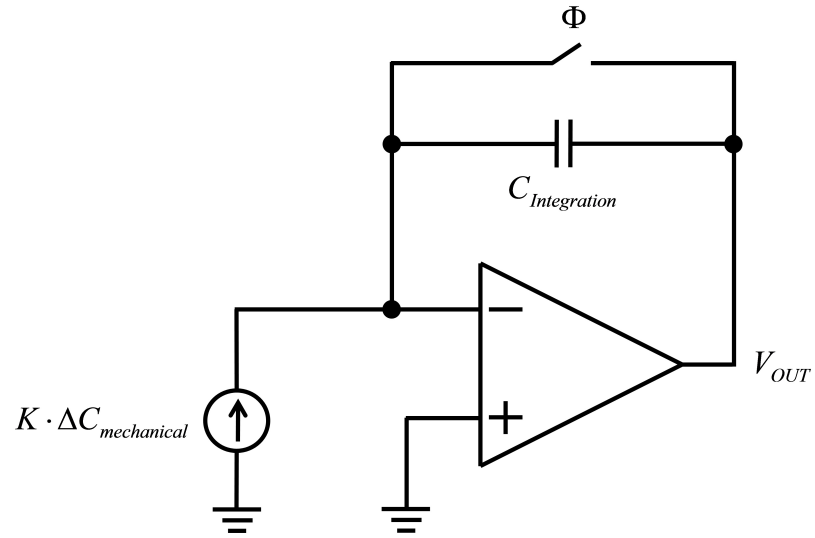 Φ
C_Integration
−
K · ΔC_mechanical
+
V_OUT